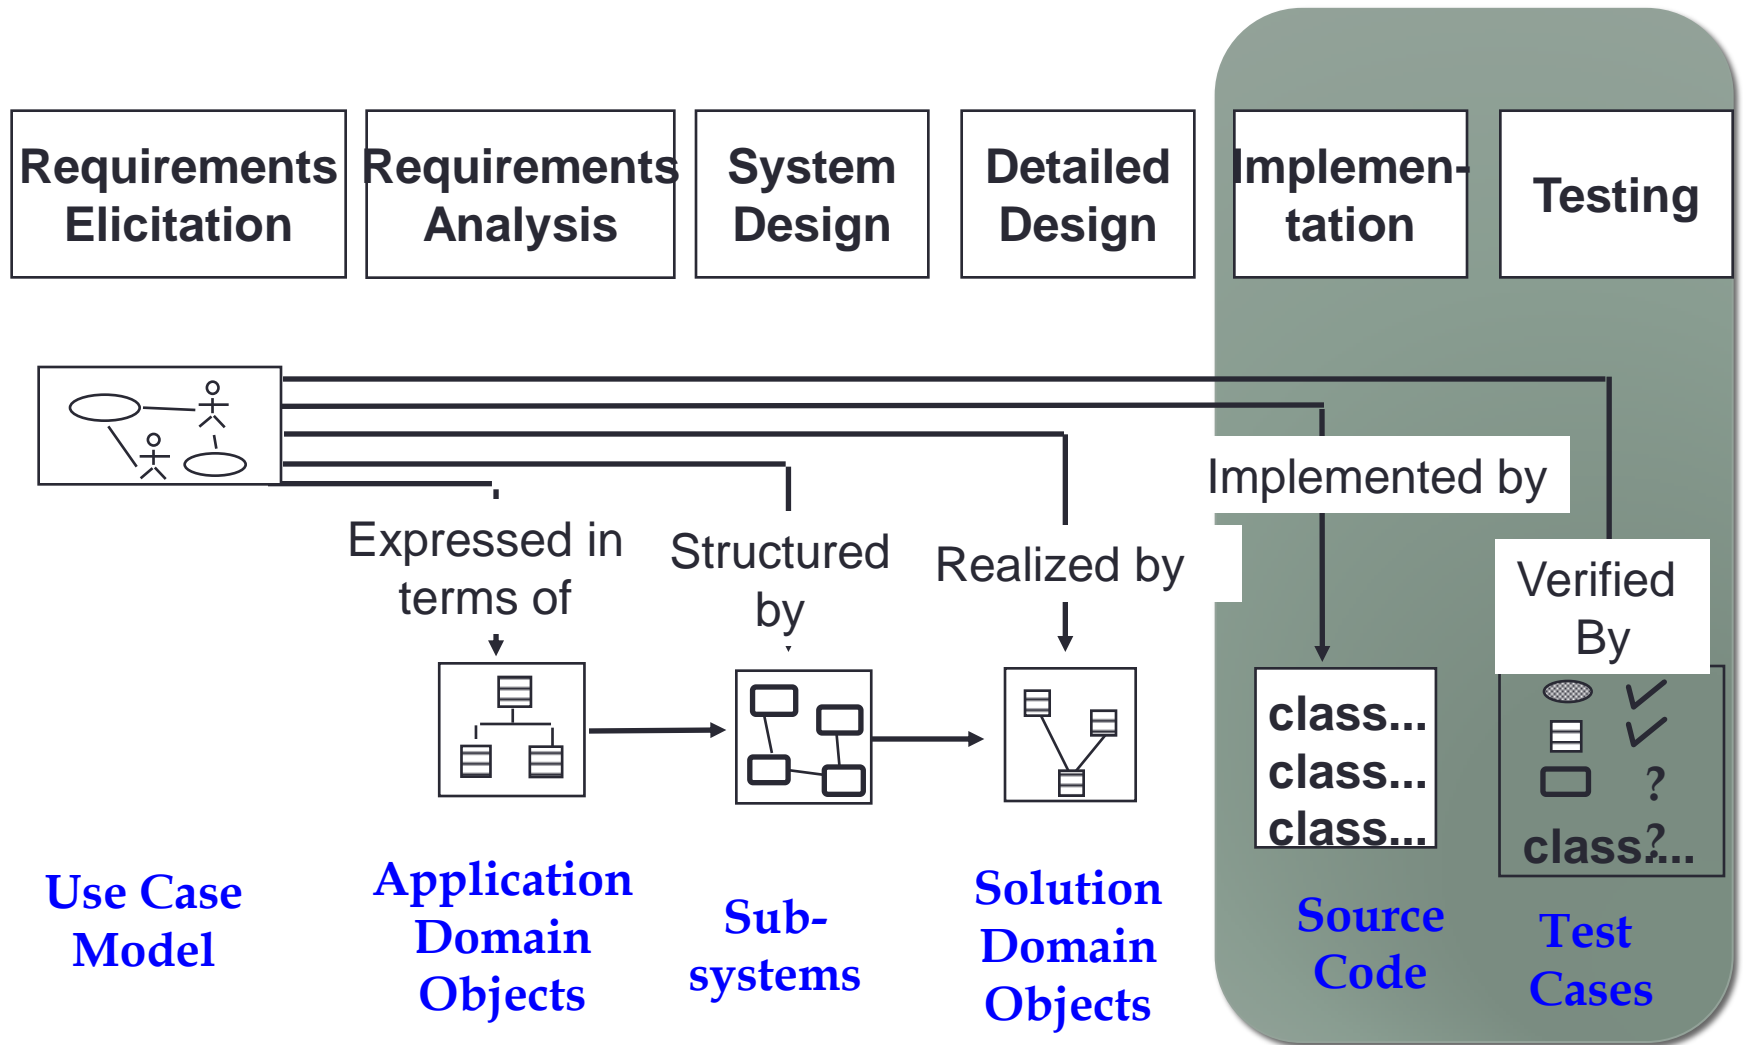 Requirements
Elicitation
Requirements
Analysis
System
Design
Detailed
Design
Implemen-
tation
Testing
Expressed in
terms of
Structured
by
Realized by
Implemented by
Verified
By
class...
class...
class...
?
class....
?
Use Case
Model
Application
Domain
Objects
Sub-
systems
Solution
Domain
Objects
Source
Code
Test
Cases